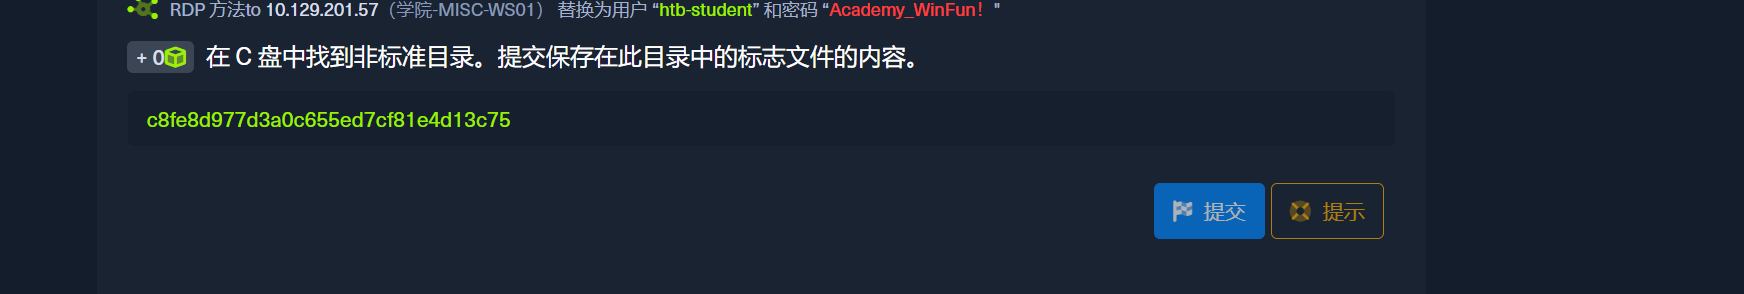 RDP 方法to 10.129.201.57（学院-MISC-WS01） 替换为用户 “htb-student” 和密码 “Academy_WinFun！"
+ 0 在 C 盘中找到非标准目录。提交保存在此目录中的标志文件的内容。
c8fe8d977d3a0c655ed7cf81e4d13c75
提交 提示